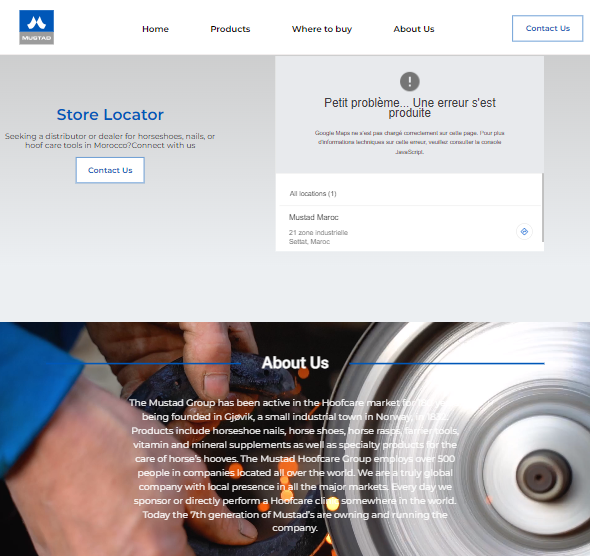 MUSTAD
Home
Products
Where to buy
About Us
Contact Us
Store Locator
Seeking a distributor or dealer for horseshoes, nails, or
hoof care tools in Morocco?Connect with us
Contact Us
Petit problème... Une erreur s'est
produite
Google Maps ne s'est pas chargé correctement sur cette page. Pour plus
d'informations techniques sur cette erreur, veuillez consulter la console
JavaScript.
All locations (1)
Mustad Maroc
21 zone industrielle
Settat, Maroc
About Us
The Mustad Group has been active in the Hoofcare market for
being founded in Gjøvik, a small industrial town in Norway, in
Products include horseshoe nails, horse shoes, horse rasps, farrier tools,
vitamin and mineral supplements as well as specialty products for the
care of horse's hooves. The Mustad Hoofcare Group employs over 500
people in companies located all over the world. We are a truly global
company with local presence in all the major markets. Every day we
sponsor or directly perform a Hoofcare clinic somewhere in the world.
Today the 7th generation of Mustad's are owning and running the
company.